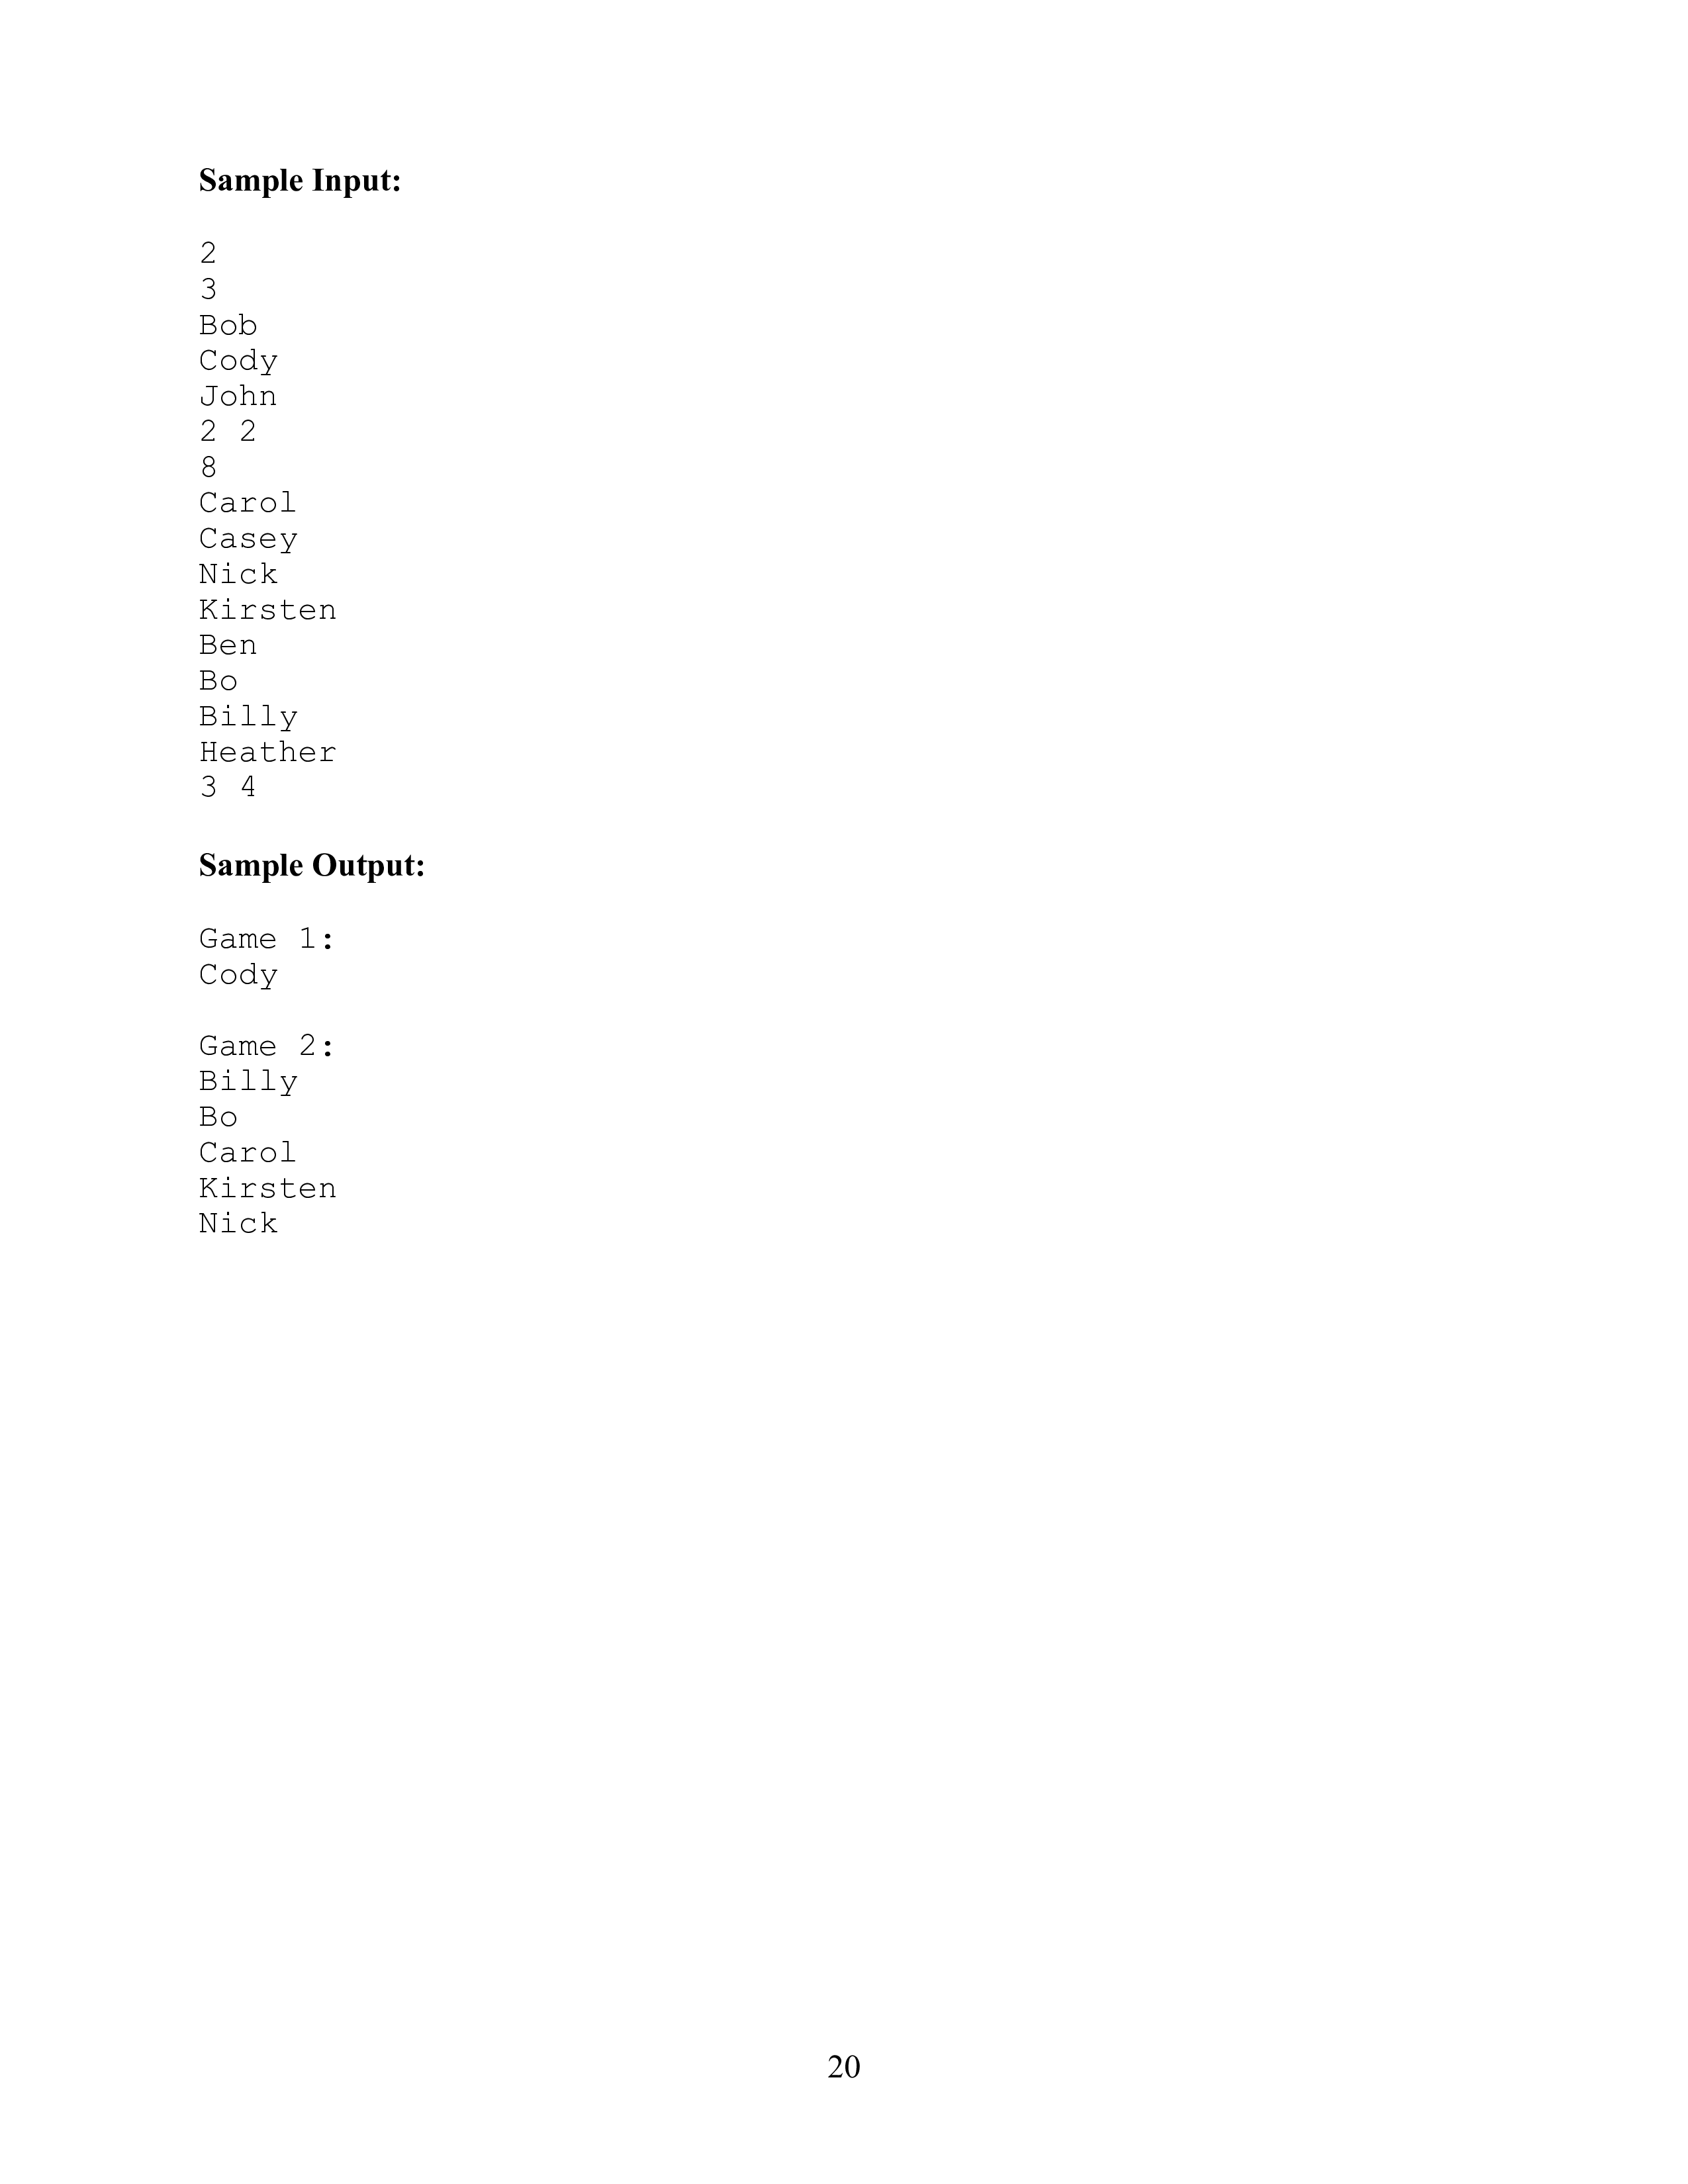 Sample Input:
2
3
Bob
Cody
John
2 2
8
Carol
Casey
Nick
Kirsten
Ben
Bo
Billy
Heather
3 4
Sample Output:
Game 1:
Cody
Game 2:
Billy
Bo
Carol
Kirsten
Nick
20